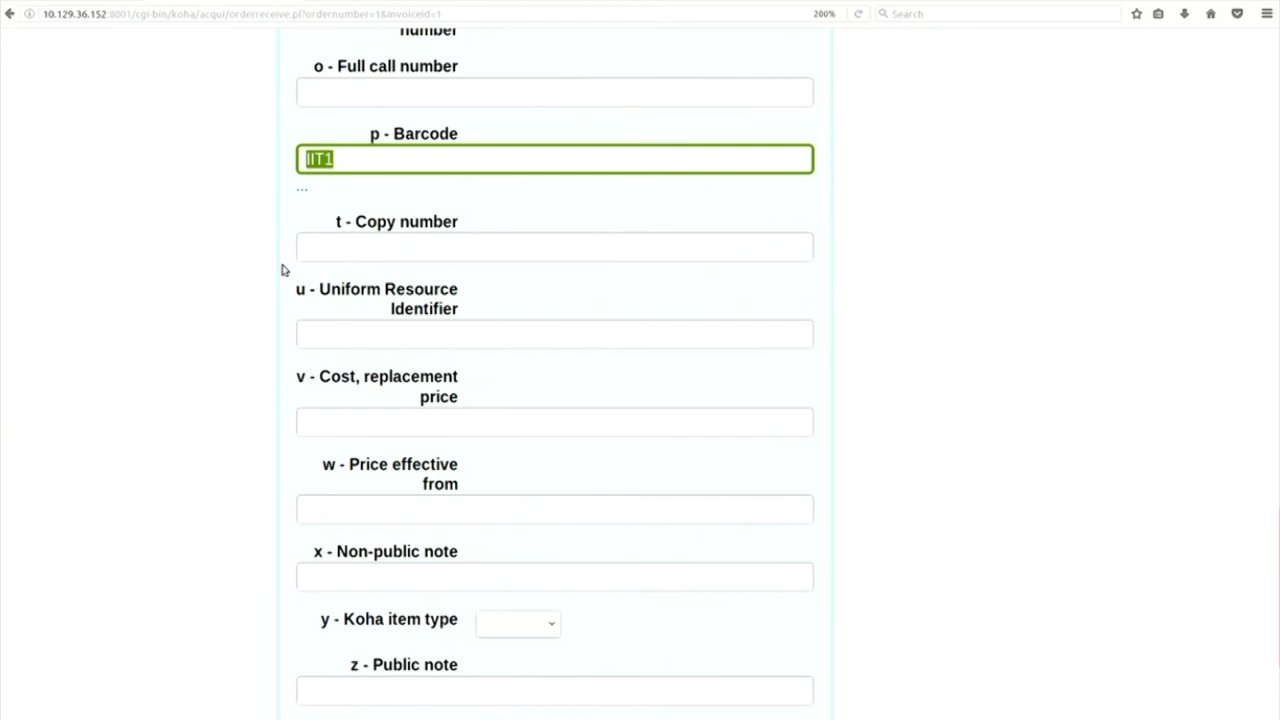 10.129.36.152:8001/cgi-bin/koha/acqui/orderreceive.pl?ordernumber=1&invoiceid=1
200%
Search
number
o - Full call number
p - Barcode
IIT1
...
t - Copy number
u - Uniform Resource
Identifier
v - Cost, replacement
price
w - Price effective
from
x - Non-public note
y - Koha item type
z - Public note